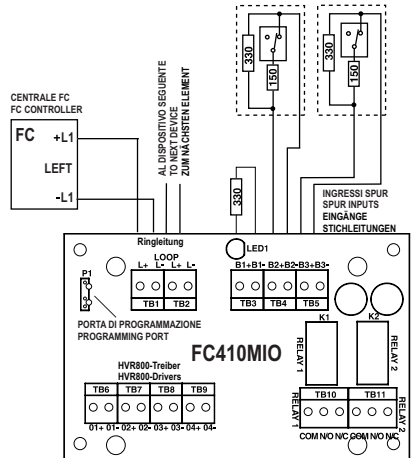 330
150
330
150
CENTRALE FC
FC CONTROLLER
FC
+L1
LEFT
-L1
AL DISPOSITIVO SEGUENTE
TO NEXT DEVICE
ZUM NÄCHSTEN ELEMENT
330
INGRESSI SPUR
SPUR INPUTS
EINGÄNGE
STICHLEITUNGEN
Ringleitung
LOOP
L+ L- L+ L-
TB1 TB2
LED1
B1+B1- B2+B2- B3+B3-
TB3 TB4 TB5
P1
PORTA DI PROGRAMMAZIONE
PROGRAMMING PORT
FC410MIO
K1
K2
RELAY 1
RELAY 2
HVR800-Treiber
HVR800-Drivers
TB6 TB7 TB8 TB9
01+ 01- 02+ 02- 03+ 03- 04+ 04-
RELAY 1
TB10 TB11
RELAY 2
COM N/O N/C COM N/O N/C